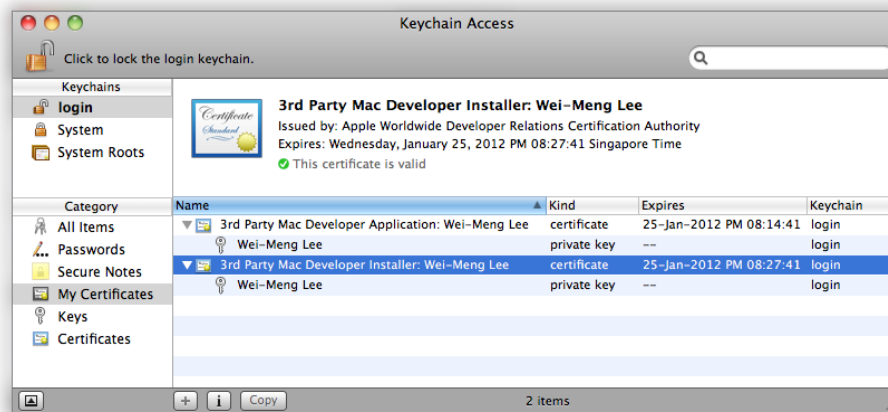 Keychain Access
Click to lock the login keychain.
Keychains
login
System
System Roots
Certificate
Standard
3rd Party Mac Developer Installer: Wei-Meng Lee
Issued by: Apple Worldwide Developer Relations Certification Authority
Expires: Wednesday, January 25, 2012 PM 08:27:41 Singapore Time
This certificate is valid
Category
All Items
Passwords
Secure Notes
My Certificates
Keys
Certificates
Name Kind Expires Keychain
3rd Party Mac Developer Application: Wei-Meng Lee certificate 25-Jan-2012 PM 08:14:41 login
Wei-Meng Lee private key -- login
3rd Party Mac Developer Installer: Wei-Meng Lee certificate 25-Jan-2012 PM 08:27:41 login
Wei-Meng Lee private key -- login
+ i Copy 2 items